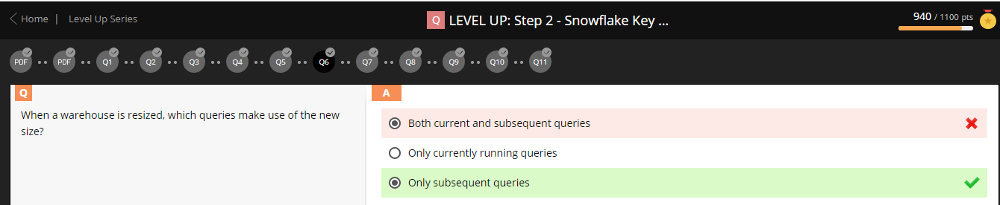 Home | Level Up Series
Q LEVEL UP: Step 2 - Snowflake Key ...
940 / 1100 pts
PDF PDF Q1 Q2 Q3 Q4 Q5 Q6 Q7 Q8 Q9 Q10 Q11
Q
When a warehouse is resized, which queries make use of the new
size?
A
Both current and subsequent queries
Only currently running queries
Only subsequent queries